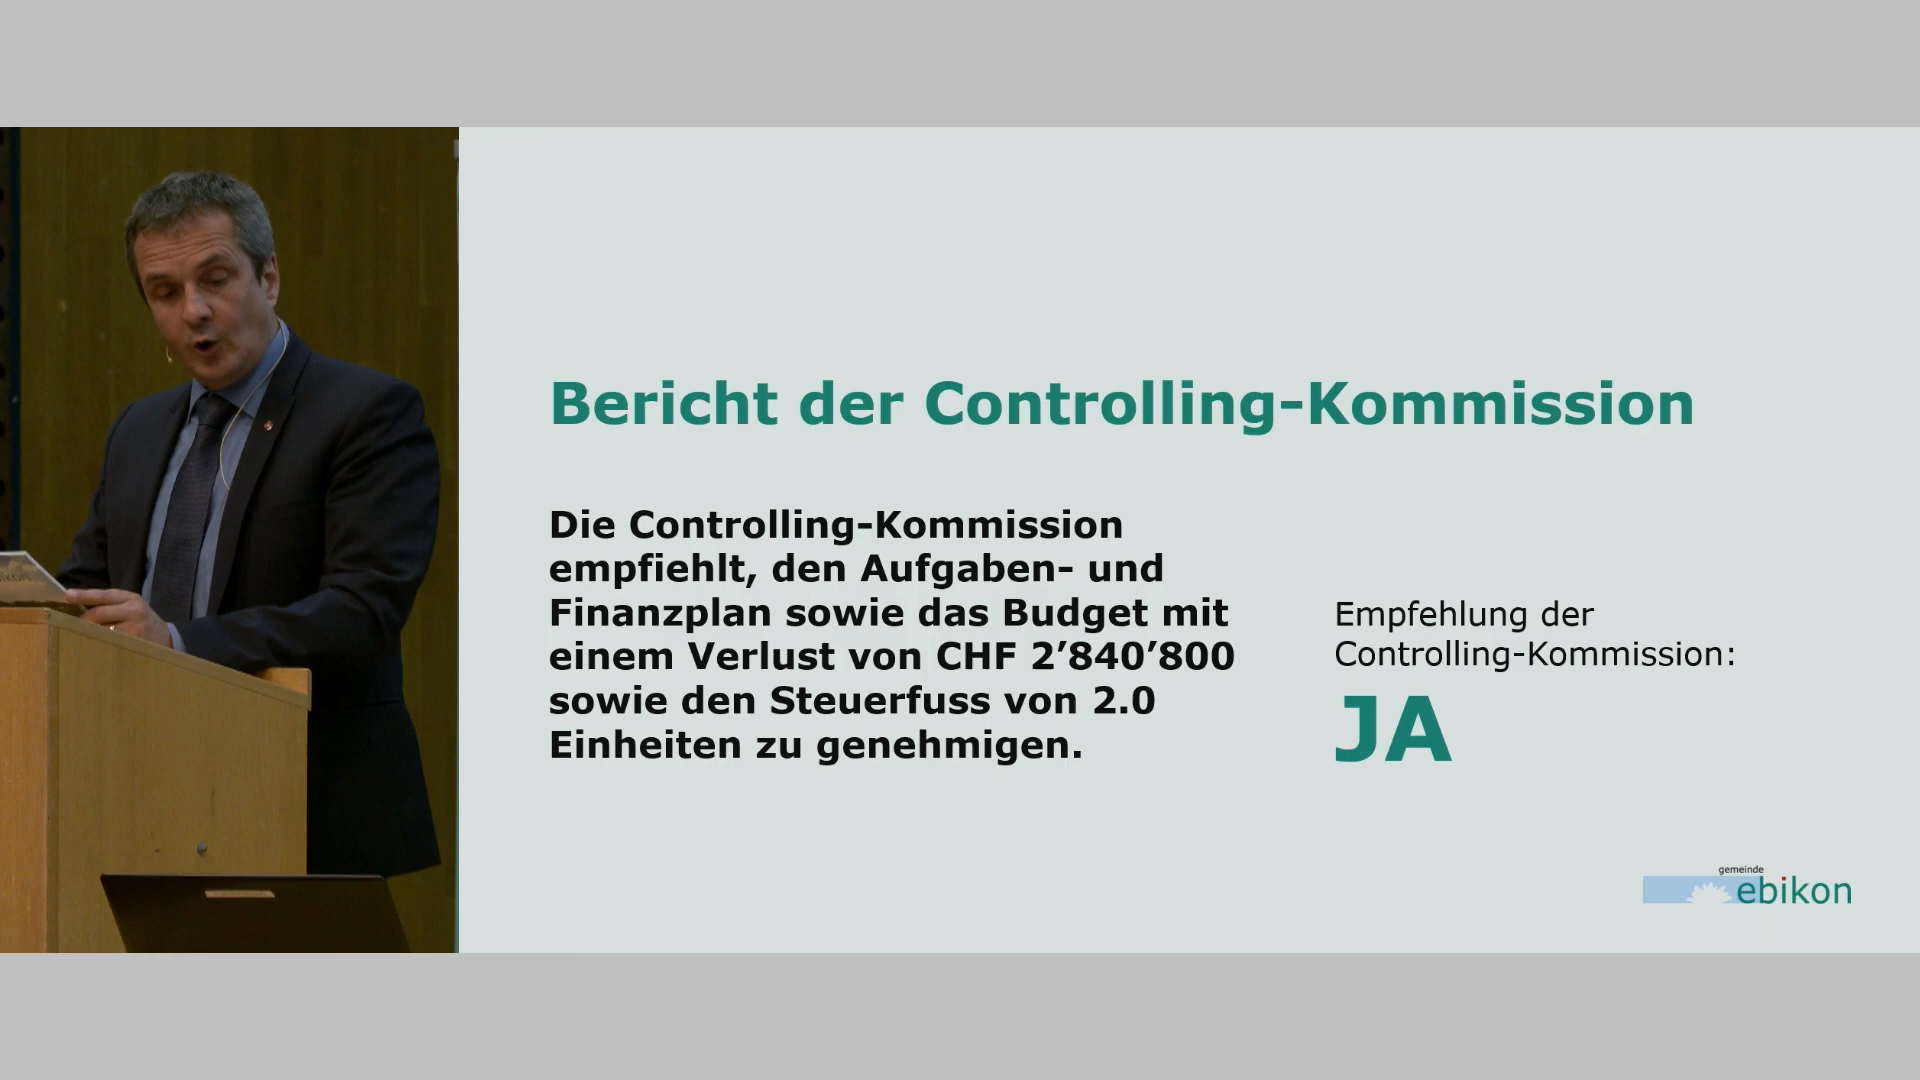 Bericht der Controlling-Kommission
Die Controlling-Kommission
empfiehlt, den Aufgaben- und
Finanzplan sowie das Budget mit
einem Verlust von CHF 2’840’800
sowie den Steuerfuss von 2.0
Einheiten zu genehmigen.
Empfehlung der
Controlling-Kommission:
JA
gemeinde
ebikon